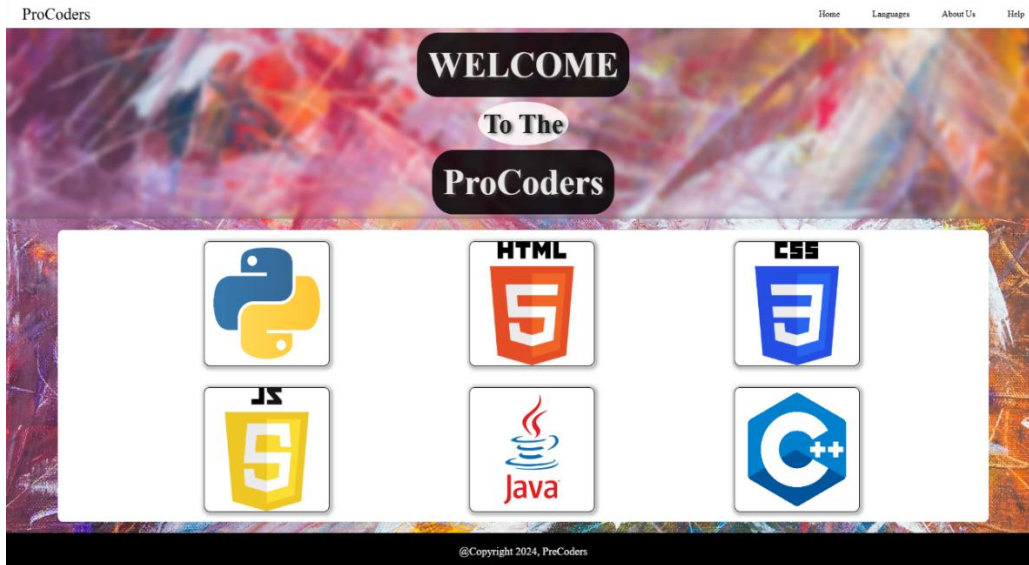 ProCoders Home Languages About Us Help
WELCOME
To The
ProCoders
HTML CSS
JS
Java C++
@Copyright 2024, PreCoders